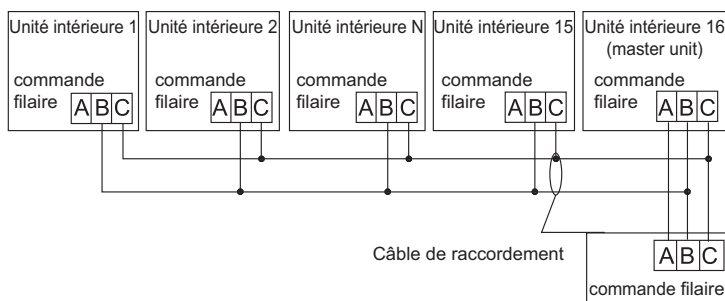 Unité intérieure 1
commande
filaire
A B C
Unité intérieure 2
commande
filaire
A B C
Unité intérieure N
commande
filaire
A B C
Unité intérieure 15
commande
filaire
A B C
Unité intérieure 16
(master unit)
commande
filaire
A B C
Câble de raccordement
A B C
commande filaire